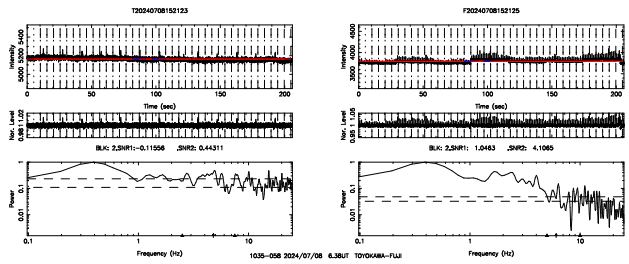 T20240708152123
F20240708152125
Intensity
5000 5200 5400
0 50 100 150 200
Time (sec)
Intensity
3500 4000 4500
0 50 100 150 200
Time (sec)
Nor. Level
0.98 1 1.02
BLK: 2,SNR1:-0.11556 ,SNR2: 0.44311
Nor. Level
0.95 1 1.05
BLK: 2,SNR1: 1.0463 ,SNR2: 4.1065
Power
1
0.1
0.01
0.1 1 10
Frequency (Hz)
Power
1
0.1
0.01
0.1 1 10
Frequency (Hz)
1035-058 2024/07/08 6.38UT TOYOKAWA-FUJI